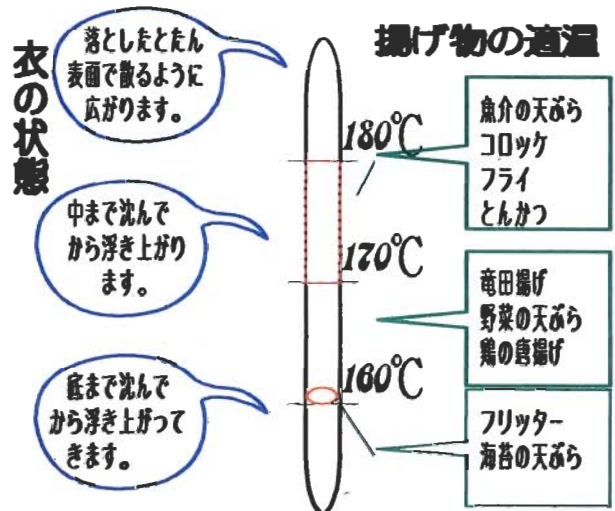 揚げ物の適温
衣の状態
落としたとたん
表面で散るように
広がります。
180℃
魚介の天ぷら
コロッケ
フライ
とんかつ
中まで沈んで
から浮き上がり
ます。
170℃
竜田揚げ
野菜の天ぷら
鶏の唐揚げ
底まで沈んで
から浮き上がって
きます。
160℃
フリッター
海苔の天ぷら